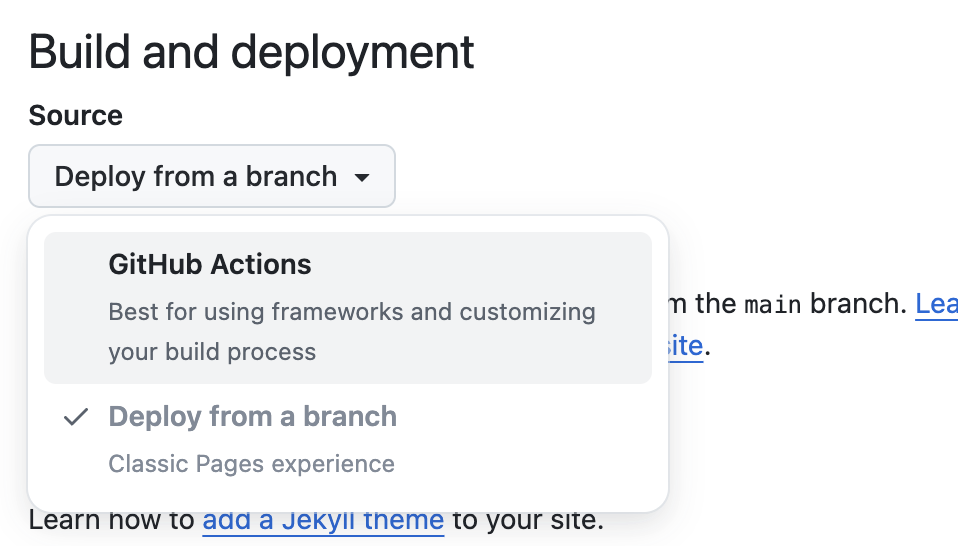 Build and deployment
Source
Deploy from a branch
GitHub Actions
Best for using frameworks and customizing
your build process
m the main branch. Lea
site.
Deploy from a branch
Classic Pages experience
Learn how to add a Jekyll theme to your site.